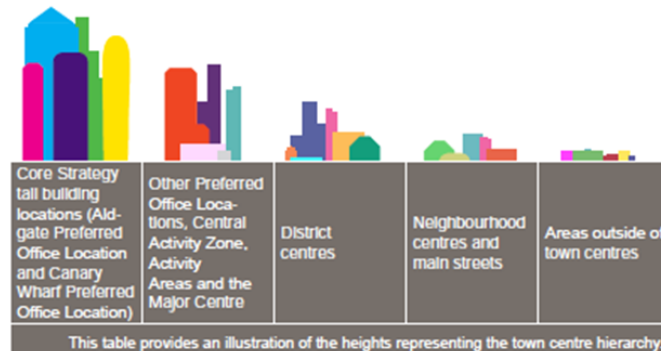 Core Strategy
tall building
locations (Ald-
gate Preferred
Office Location
and Canary
Wharf Preferred
Office Location)
Other Preferred
Office Loca-
tions, Central
Activity Zone,
Activity
Areas and the
Major Centre
District
centres
Neighbourhood
centres and
main streets
Areas outside of
town centres
This table provides an illustration of the heights representing the town centre hierarchy